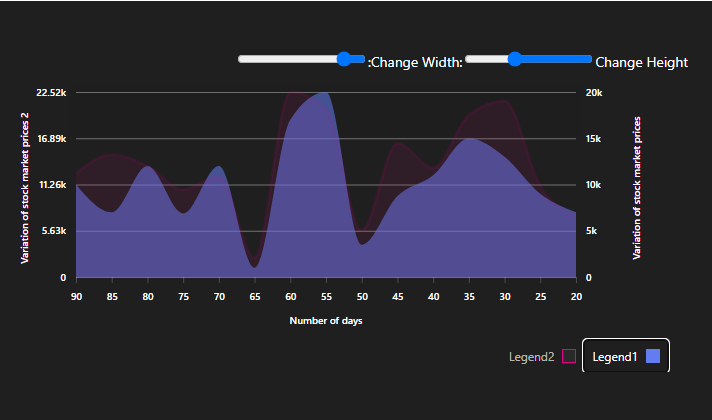 :Change Width: Change Height
22.52k
16.89k
11.26k
5.63k
0
Variation of stock market prices 2
20k
15k
10k
5k
0
Variation of stock market prices
90 85 80 75 70 65 60 55 50 45 40 35 30 25 20
Number of days
Legend2 Legend1